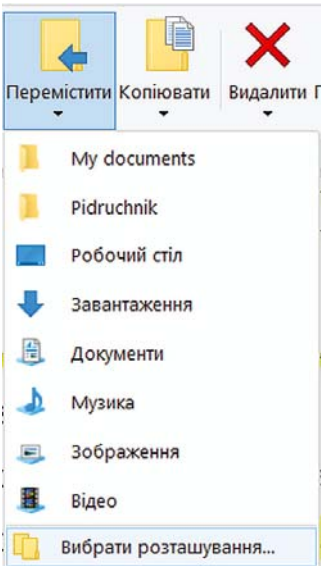 Перемістити Копіювати Видалити П
My documents
Pidruchnik
Робочий стіл
Завантаження
Документи
Музика
Зображення
Відео
Вибрати розташування...